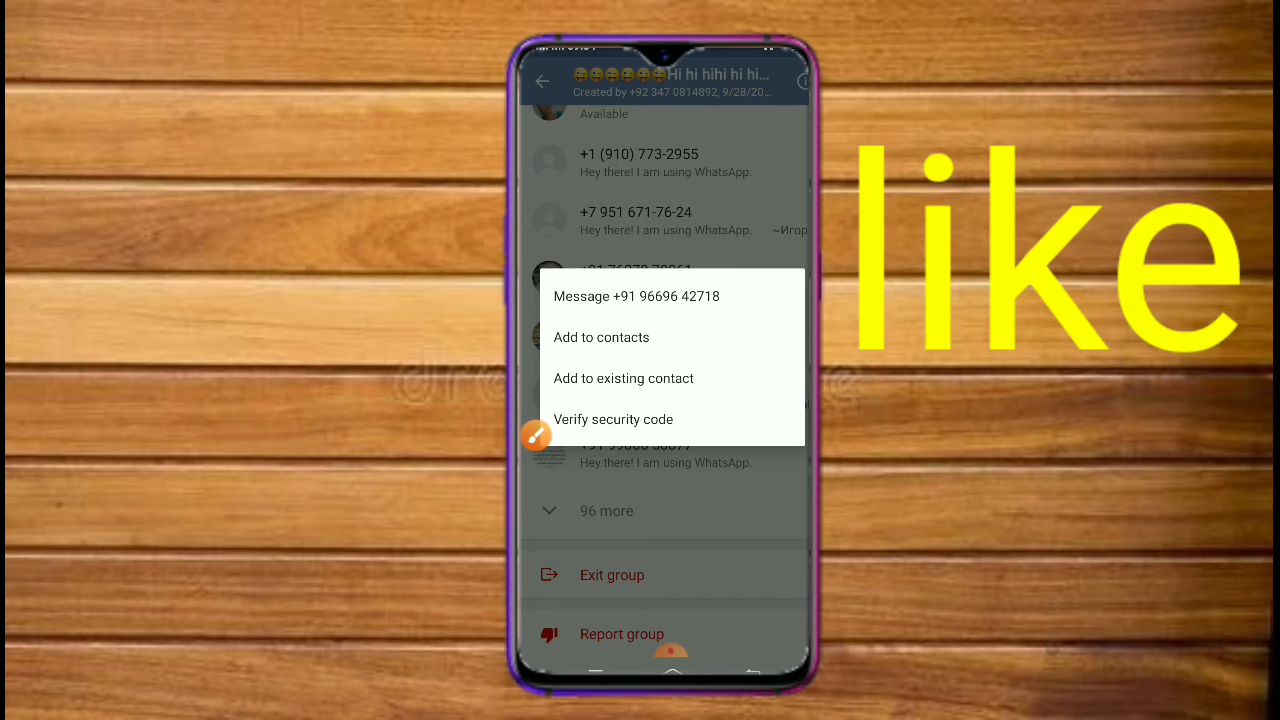 😜😜😜😜😜😜Hi hi hihi hi hi...
Created by +92 347 0814892, 9/28/20...
Available
+1 (910) 773-2955
Hey there! I am using WhatsApp.
+7 951 671-76-24
Hey there! I am using WhatsApp. ~Игор
Message +91 96696 42718
Add to contacts
Add to existing contact
Verify security code
Hey there! I am using WhatsApp.
96 more
Exit group
Report group
like